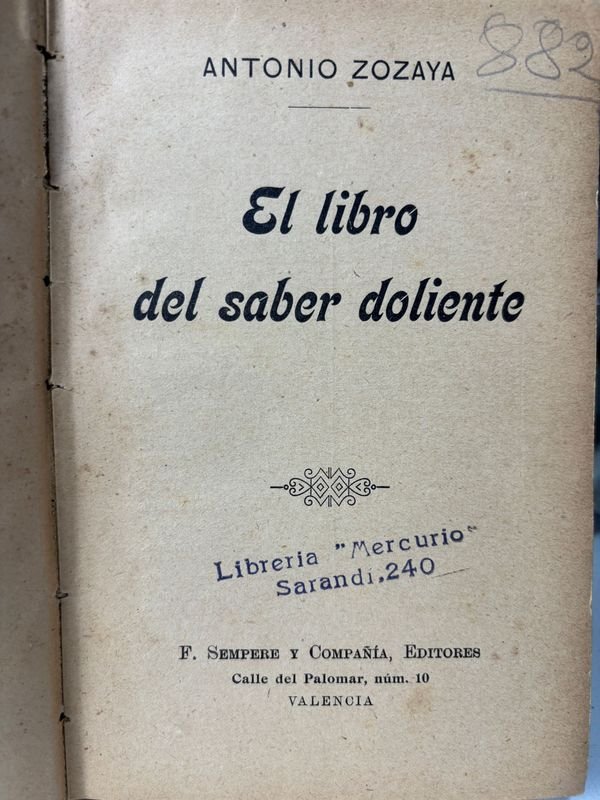 882
ANTONIO ZOZAYA
El libro
del saber doliente
Libreria "Mercurio"
Sarandí, 240
F. SEMPERE Y COMPAÑÍA, EDITORES
Calle del Palomar, núm. 10
VALENCIA